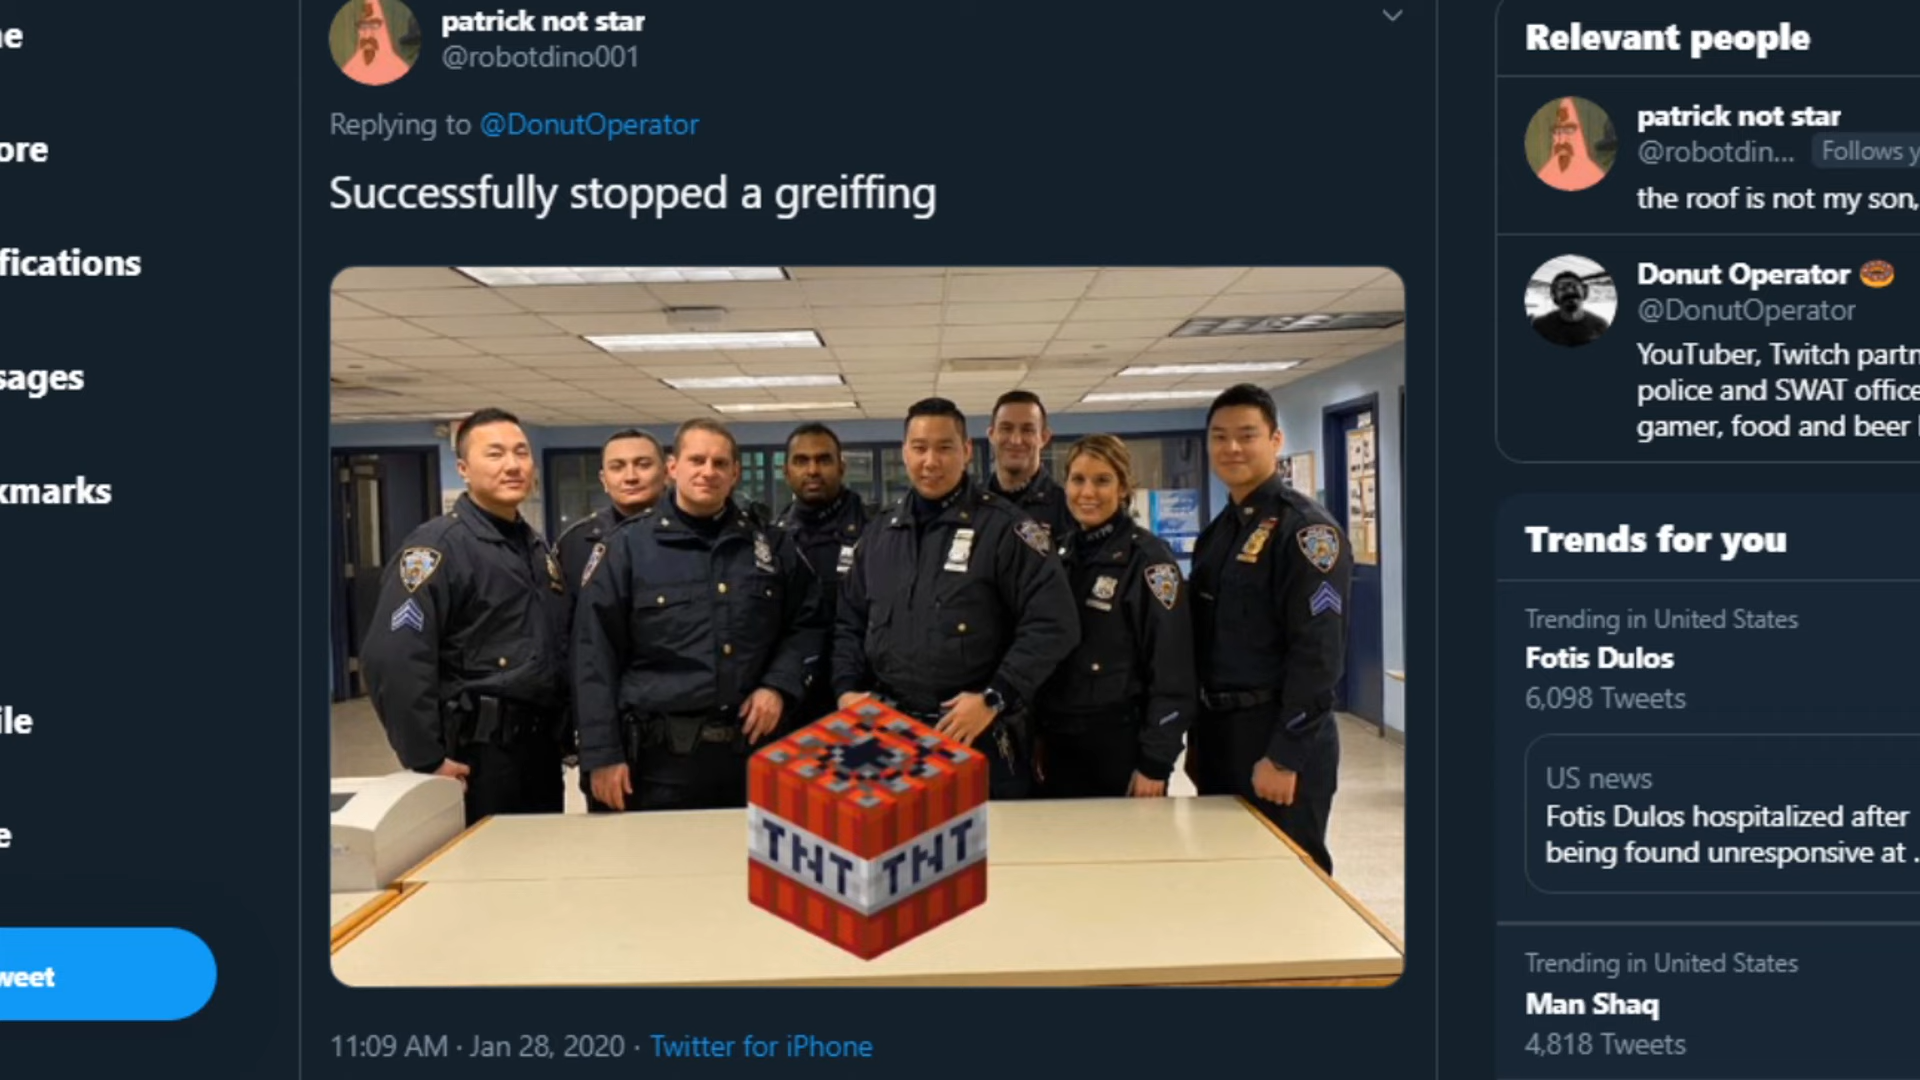 patrick not star
@robotdino001
Replying to @DonutOperator
Successfully stopped a greiffing
TNT TNT
11:09 AM · Jan 28, 2020 · Twitter for iPhone
e
ore
fications
sages
kmarks
ile
e
weet
Relevant people
patrick not star
@robotdin... Follows y
the roof is not my son,
Donut Operator 🍩
@DonutOperator
YouTuber, Twitch partn
police and SWAT office
gamer, food and beer
Trends for you
Trending in United States
Fotis Dulos
6,098 Tweets
US news
Fotis Dulos hospitalized after
being found unresponsive at .
Trending in United States
Man Shaq
4,818 Tweets